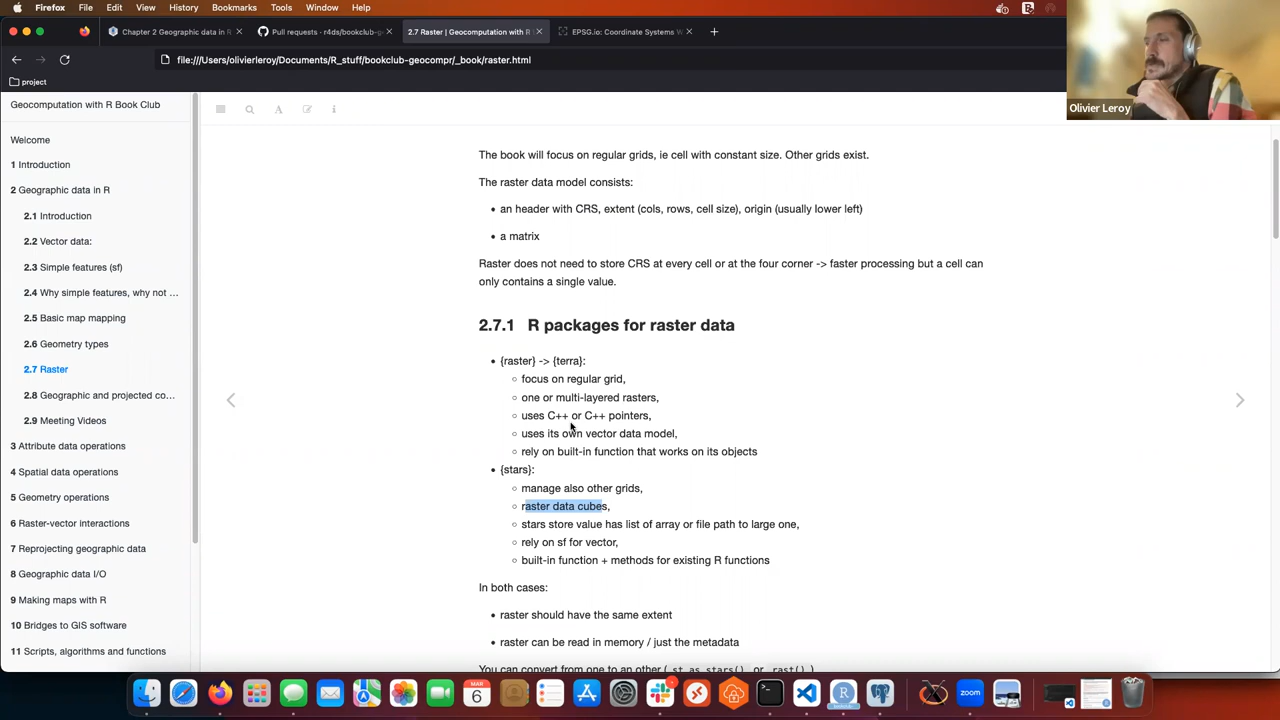 Firefox File Edit View History Bookmarks Tools Window Help
Chapter 2 Geographic data in R
Pull requests · r4ds/bookclub-g
2.7 Raster | Geocomputation with R
EPSG.io: Coordinate Systems W
file:///Users/olivierleroy/Documents/R_stuff/bookclub-geocompr/_book/raster.html
project
Olivier Leroy
Geocomputation with R Book Club
Welcome
1 Introduction
2 Geographic data in R
2.1 Introduction
2.2 Vector data:
2.3 Simple features (sf)
2.4 Why simple features, why not ...
2.5 Basic map mapping
2.6 Geometry types
2.7 Raster
2.8 Geographic and projected co...
2.9 Meeting Videos
3 Attribute data operations
4 Spatial data operations
5 Geometry operations
6 Raster-vector interactions
7 Reprojecting geographic data
8 Geographic data I/O
9 Making maps with R
10 Bridges to GIS software
11 Scripts, algorithms and functions
The book will focus on regular grids, ie cell with constant size. Other grids exist.
The raster data model consists:
• an header with CRS, extent (cols, rows, cell size), origin (usually lower left)
• a matrix
Raster does not need to store CRS at every cell or at the four corner -> faster processing but a cell can
only contains a single value.
2.7.1 R packages for raster data
• {raster} -> {terra}:
○ focus on regular grid,
○ one or multi-layered rasters,
○ uses C++ or C++ pointers,
○ uses its own vector data model,
○ rely on built-in function that works on its objects
• {stars}:
○ manage also other grids,
○ raster data cubes,
○ stars store value has list of array or file path to large one,
○ rely on sf for vector,
○ built-in function + methods for existing R functions
In both cases:
• raster should have the same extent
• raster can be read in memory / just the metadata
You can convert from one to an other ( st_as_stars() or rast() )
MAR
6